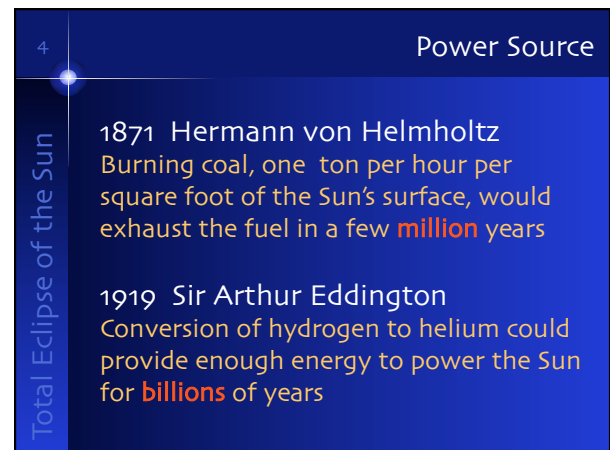 4
Power Source
Total Eclipse of the Sun
1871 Hermann von Helmholtz
Burning coal, one ton per hour per
square foot of the Sun's surface, would
exhaust the fuel in a few million years
1919 Sir Arthur Eddington
Conversion of hydrogen to helium could
provide enough energy to power the Sun
for billions of years